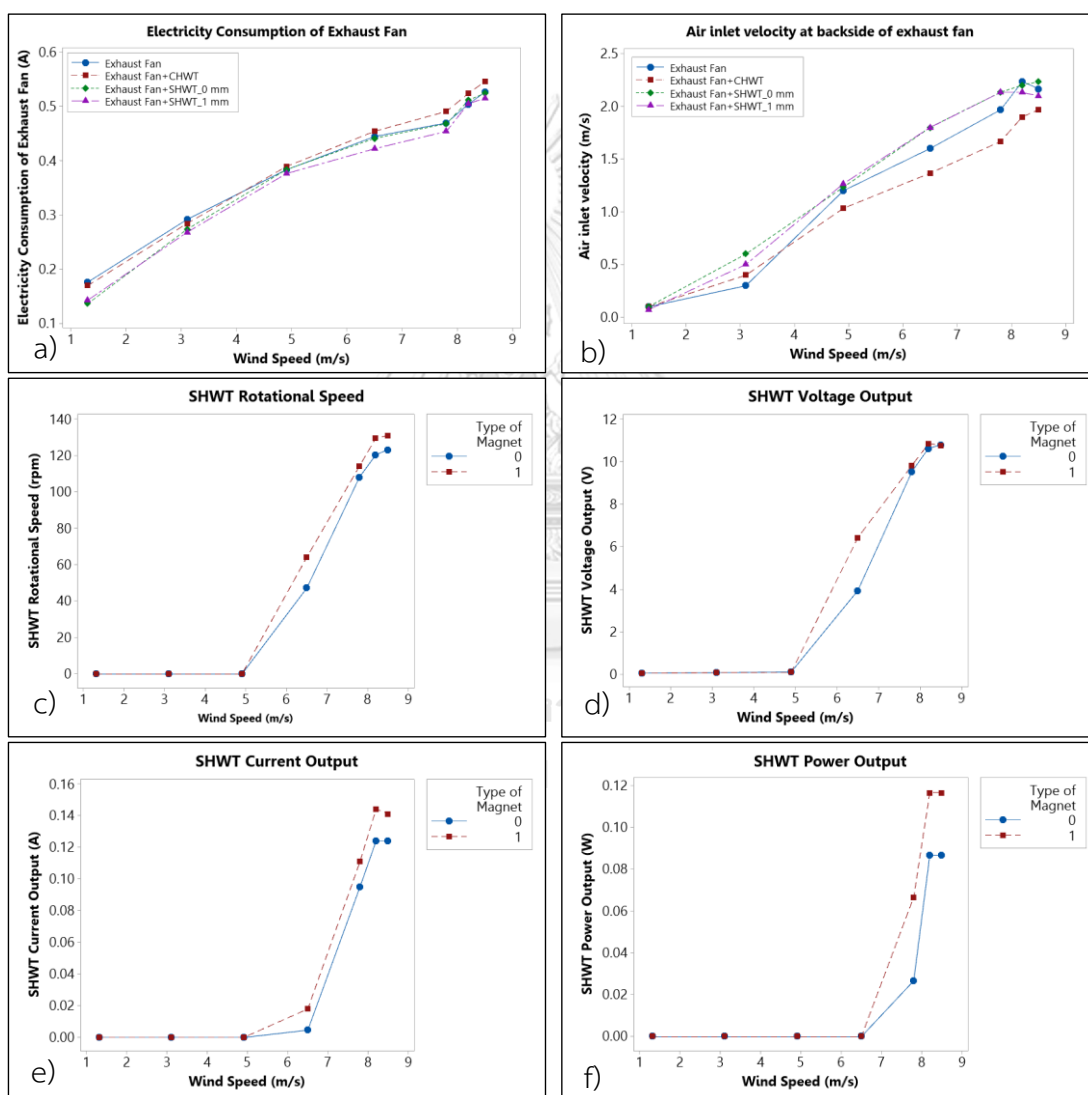 Electricity Consumption of Exhaust Fan
Electricity Consumption of Exhaust Fan (A)
0.6
0.5
0.4
0.3
0.2
0.1
Exhaust Fan
Exhaust Fan+CHWT
Exhaust Fan+SHWT_0 mm
Exhaust Fan+SHWT_1 mm
1 2 3 4 5 6 7 8 9
Wind Speed (m/s)
a)
Air inlet velocity at backside of exhaust fan
Air inlet velocity (m/s)
2.5
2.0
1.5
1.0
0.5
0.0
Exhaust Fan
Exhaust Fan+CHWT
Exhaust Fan+SHWT_0 mm
Exhaust Fan+SHWT_1 mm
1 2 3 4 5 6 7 8 9
Wind Speed (m/s)
b)
SHWT Rotational Speed
SHWT Rotational Speed (rpm)
140
120
100
80
60
40
20
0
Type of
Magnet
0
1
1 2 3 4 5 6 7 8 9
Wind Speed (m/s)
c)
SHWT Voltage Output
SHWT Voltage Output (V)
12
10
8
6
4
2
0
Type of
Magnet
0
1
1 2 3 4 5 6 7 8 9
Wind Speed (m/s)
d)
SHWT Current Output
SHWT Current Output (A)
0.16
0.14
0.12
0.10
0.08
0.06
0.04
0.02
0.00
Type of
Magnet
0
1
1 2 3 4 5 6 7 8 9
Wind Speed (m/s)
e)
SHWT Power Output
SHWT Power Output (W)
0.12
0.10
0.08
0.06
0.04
0.02
0.00
Type of
Magnet
0
1
1 2 3 4 5 6 7 8 9
Wind Speed (m/s)
f)